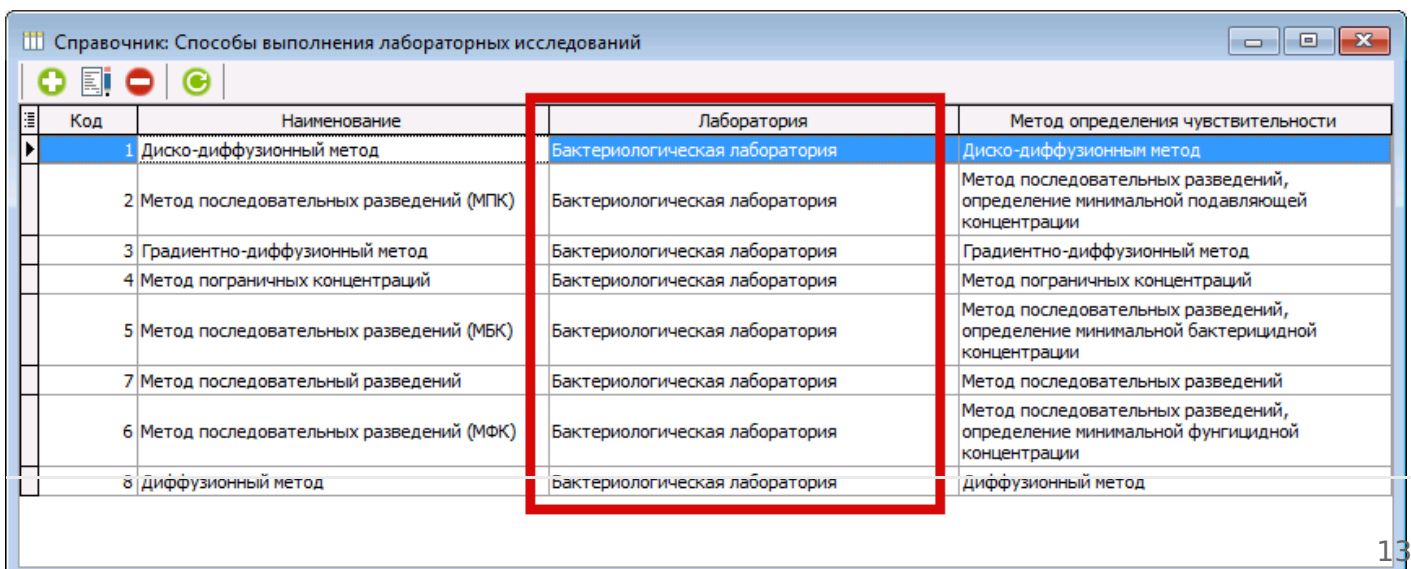 Справочник: Способы выполнения лабораторных исследований
Код Наименование Лаборатория Метод определения чувствительности
1 Диско-диффузионный метод Бактериологическая лаборатория Диско-диффузионным метод
2 Метод последовательных разведений (МПК) Бактериологическая лаборатория Метод последовательных разведений,
определение минимальной подавляющей
концентрации
3 Градиентно-диффузионный метод Бактериологическая лаборатория Градиентно-диффузионный метод
4 Метод пограничных концентраций Бактериологическая лаборатория Метод пограничных концентраций
5 Метод последовательных разведений (МБК) Бактериологическая лаборатория Метод последовательных разведений,
определение минимальной бактерицидной
концентрации
7 Метод последовательный разведений Бактериологическая лаборатория Метод последовательных разведений
6 Метод последовательных разведений (МФК) Бактериологическая лаборатория Метод последовательных разведений,
определение минимальной фунгицидной
концентрации
8 Диффузионный метод Бактериологическая лаборатория Диффузионный метод
13